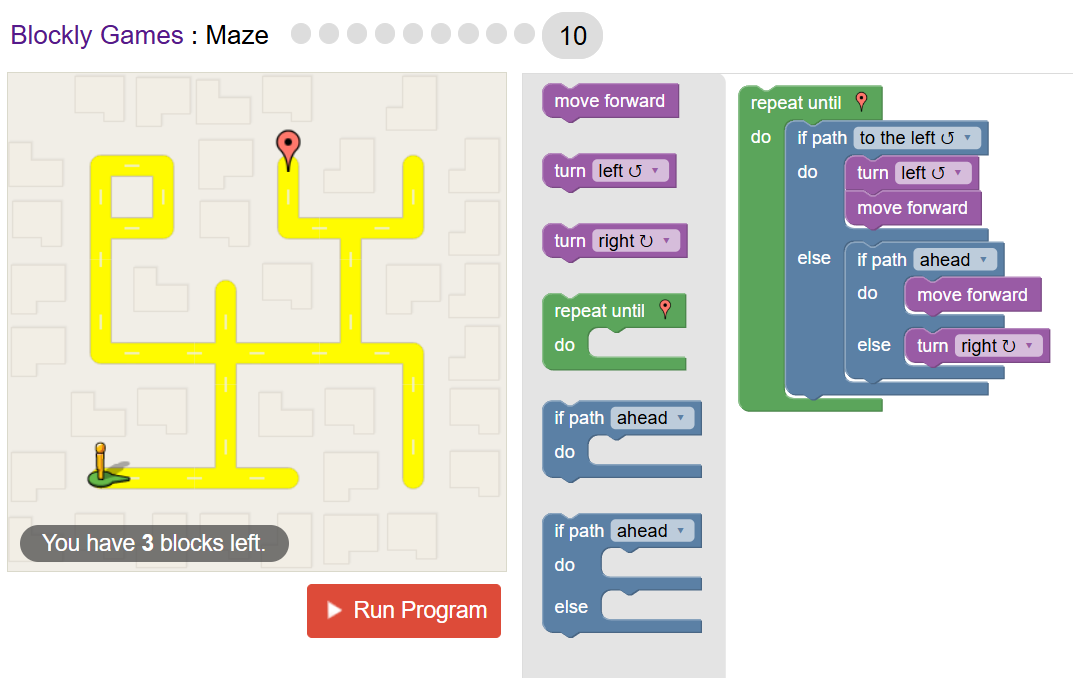 Blockly Games : Maze 10
You have 3 blocks left.
Run Program
move forward
turn left ↺ ▾
turn right ↻ ▾
repeat until
do
if path ahead ▾
do
if path ahead ▾
do
else
repeat until
do if path to the left ↺ ▾
do turn left ↺ ▾
move forward
else if path ahead ▾
do move forward
else turn right ↻ ▾